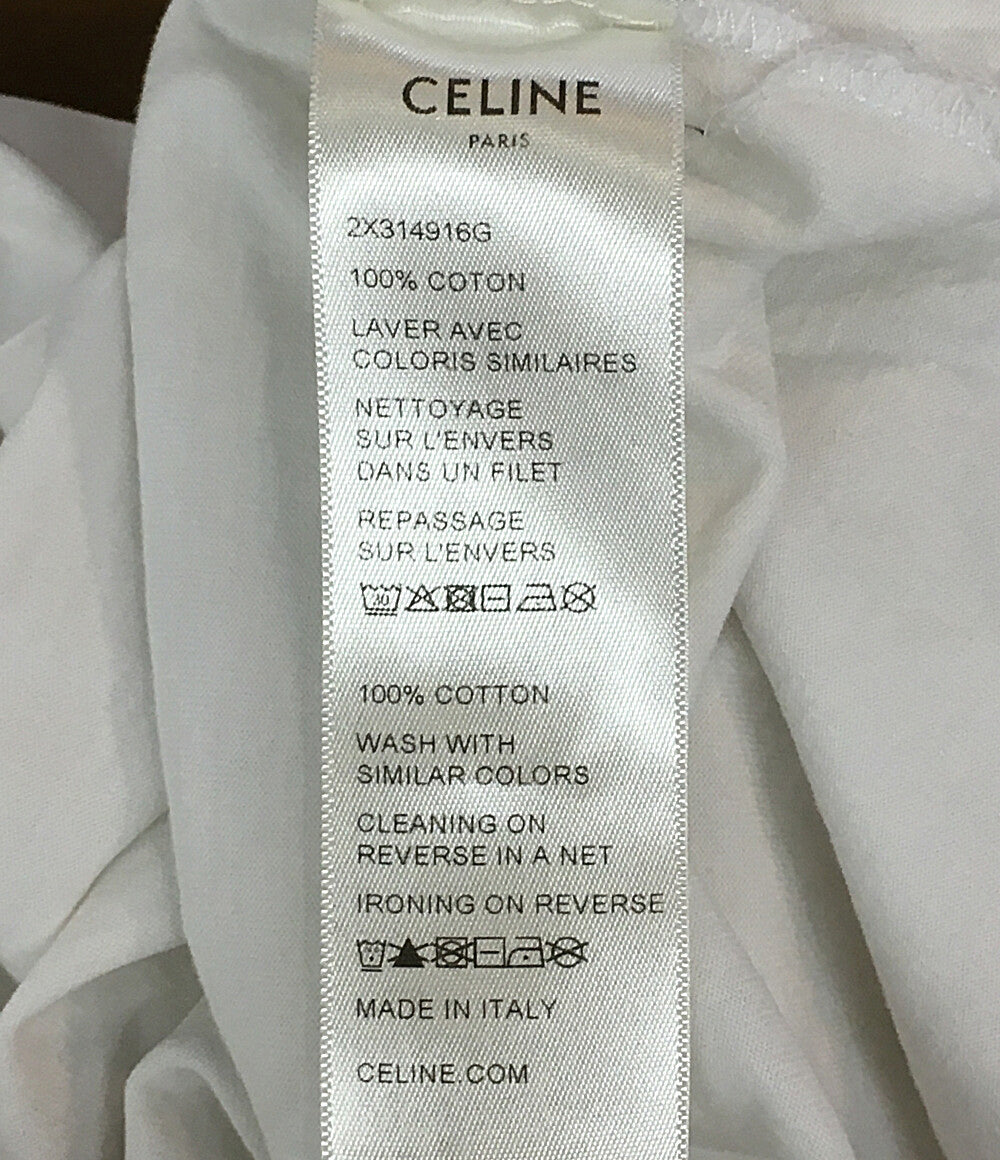 CELINE
PARIS
2X314916G
100% COTON
LAVER AVEC
COLORIS SIMILAIRES
NETTOYAGE
SUR L'ENVERS
DANS UN FILET
REPASSAGE
SUR L'ENVERS
30
100% COTTON
WASH WITH
SIMILAR COLORS
CLEANING ON
REVERSE IN A NET
IRONING ON REVERSE
MADE IN ITALY
CELINE.COM